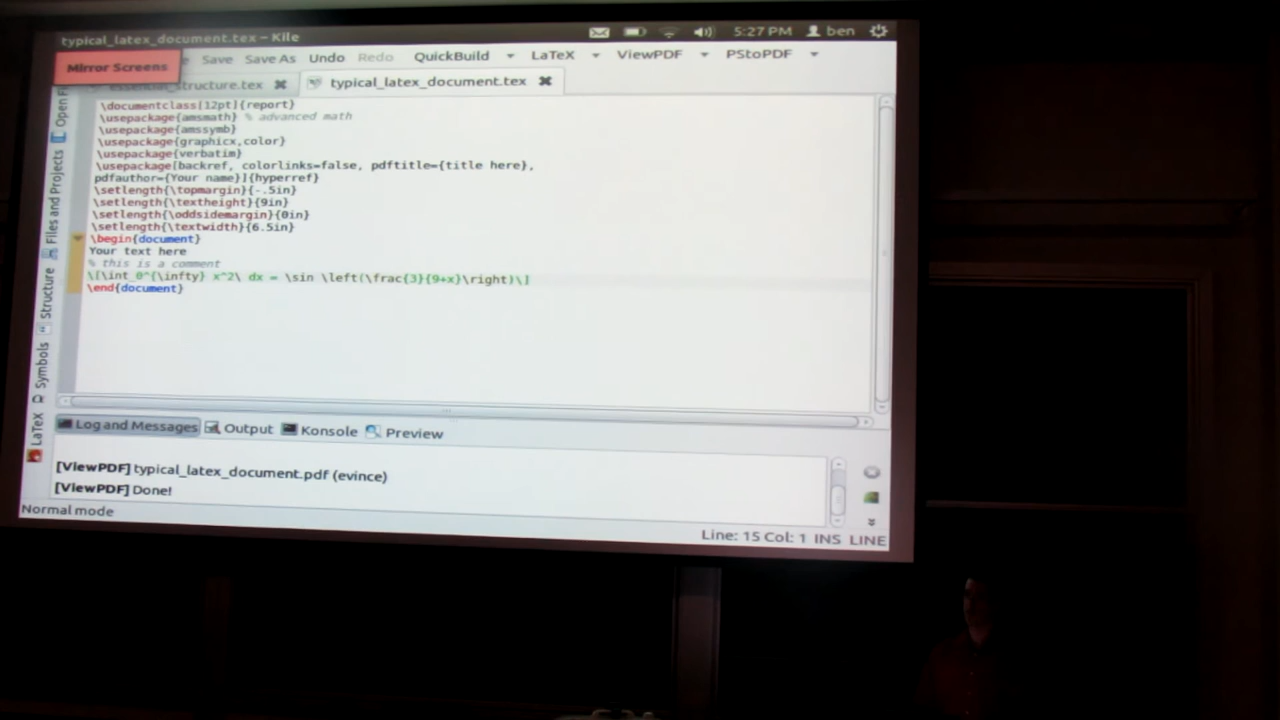 typical_latex_document.tex – Kile
5:27 PM ben
Mirror Screens
Save Save As Undo Redo QuickBuild LaTeX ViewPDF PStoPDF
essential_structure.tex typical_latex_document.tex
Open Fi
Files and Projects
Structure
Symbols
LaTeX
\documentclass[12pt]{report}
\usepackage{amsmath} % advanced math
\usepackage{amssymb}
\usepackage{graphicx,color}
\usepackage{verbatim}
\usepackage[backref, colorlinks=false, pdftitle={title here},
pdfauthor={Your name}]{hyperref}
\setlength{\topmargin}{-.5in}
\setlength{\textheight}{9in}
\setlength{\oddsidemargin}{0in}
\setlength{\textwidth}{6.5in}
\begin{document}
Your text here
% this is a comment
\[\int_0^{\infty} x^2\ dx = \sin \left(\frac{3}{9+x}\right)\]
\end{document}
Log and Messages Output Konsole Preview
[ViewPDF] typical_latex_document.pdf (evince)
[ViewPDF] Done!
Normal mode
Line: 15 Col: 1 INS LINE